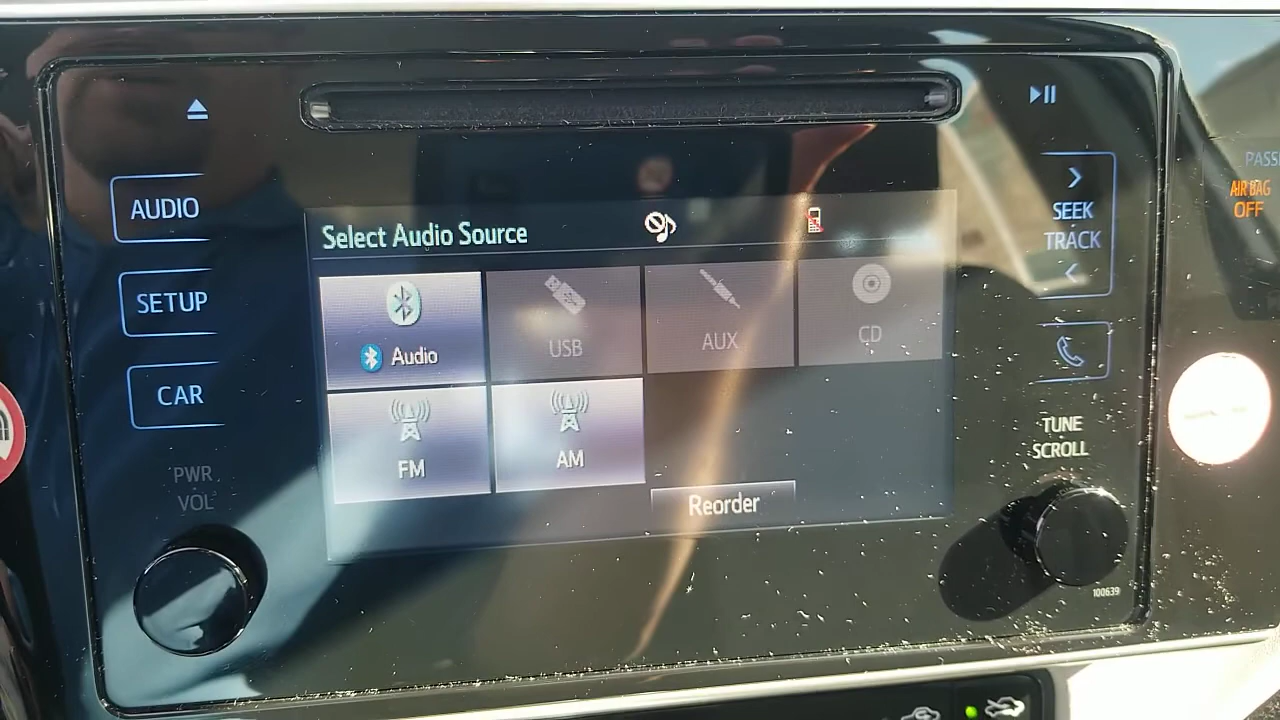 AUDIO
SETUP
CAR
PWR
VOL
Select Audio Source
Audio
USB
AUX
CD
FM
AM
Reorder
SEEK
TRACK
TUNE
SCROLL
100639
AIR BAG
OFF